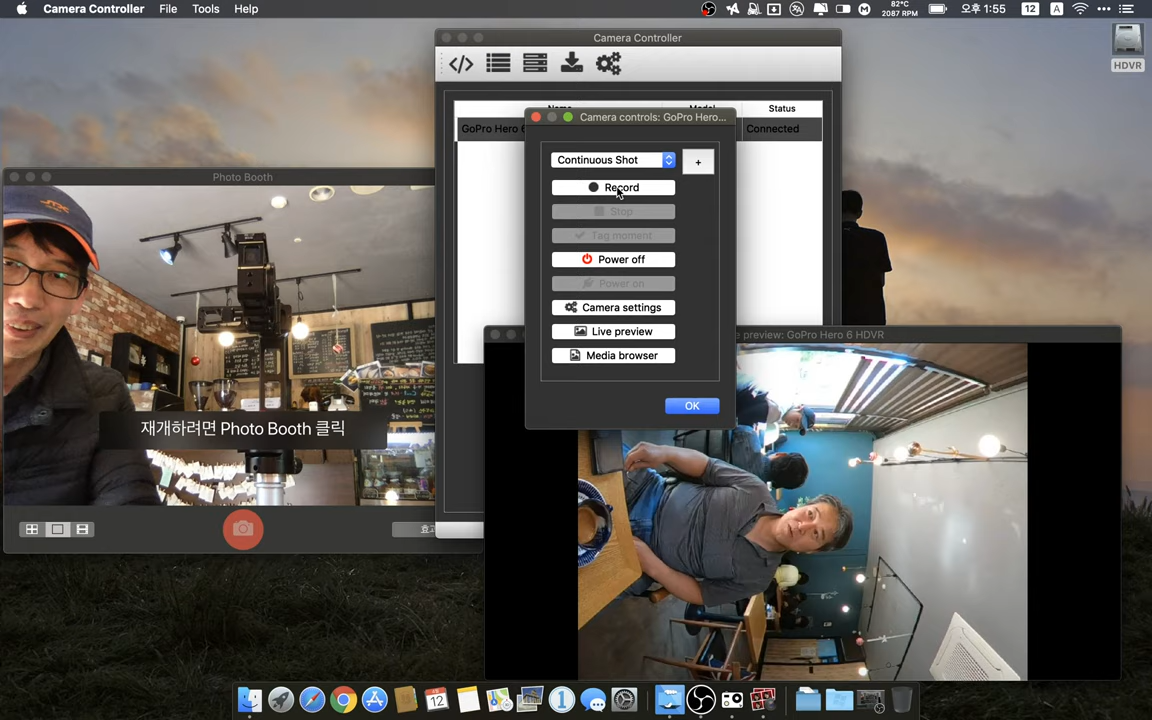 Camera Controller File Tools Help
82°C
2087 RPM
오후 1:55
12
A
HDVR
Camera Controller
Status
GoPro Hero 6
Connected
Camera controls: GoPro Hero...
Continuous Shot
+
Record
Stop
Tag moment
Power off
Power on
Camera settings
Live preview
Media browser
OK
Photo Booth
재개하려면 Photo Booth 클릭
preview: GoPro Hero 6 HDVR
12